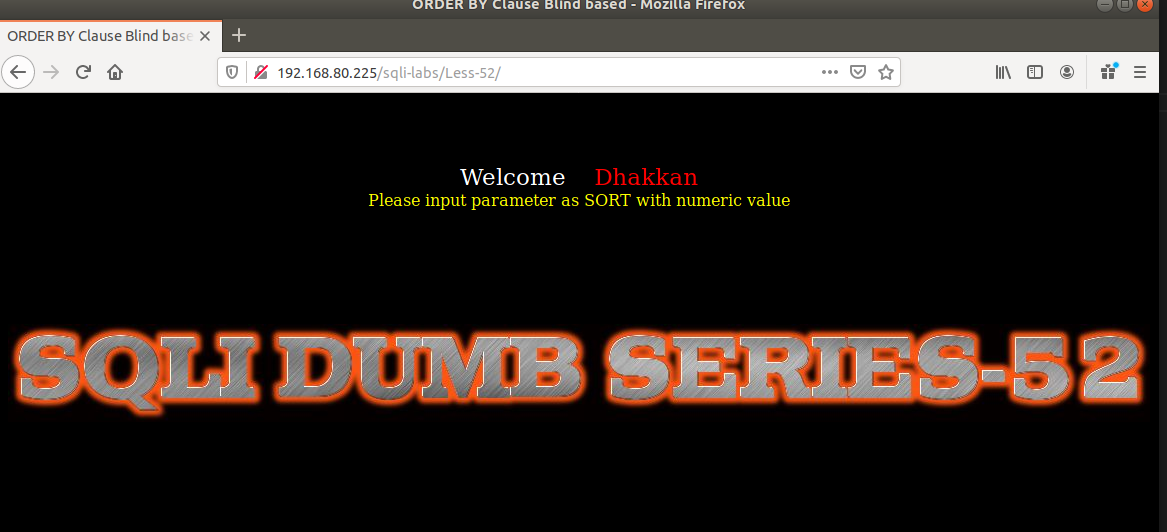 ORDER BY Clause Blind based - Mozilla Firefox
ORDER BY Clause Blind base
192.168.80.225/sqli-labs/Less-52/
Welcome Dhakkan
Please input parameter as SORT with numeric value
SQLI DUMB SERIES-52